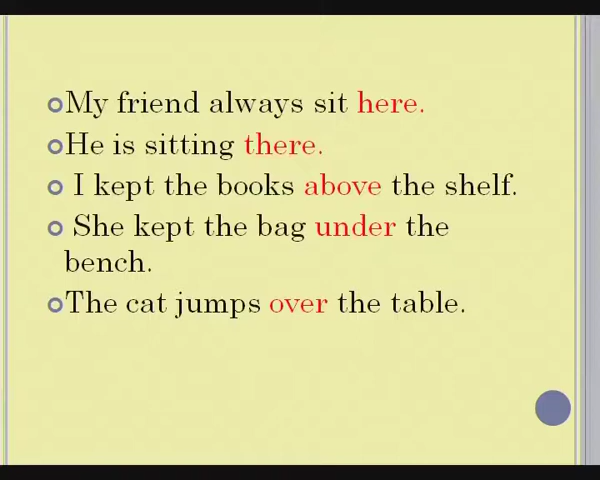 My friend always sit here.
He is sitting there.
I kept the books above the shelf.
She kept the bag under the
bench.
The cat jumps over the table.